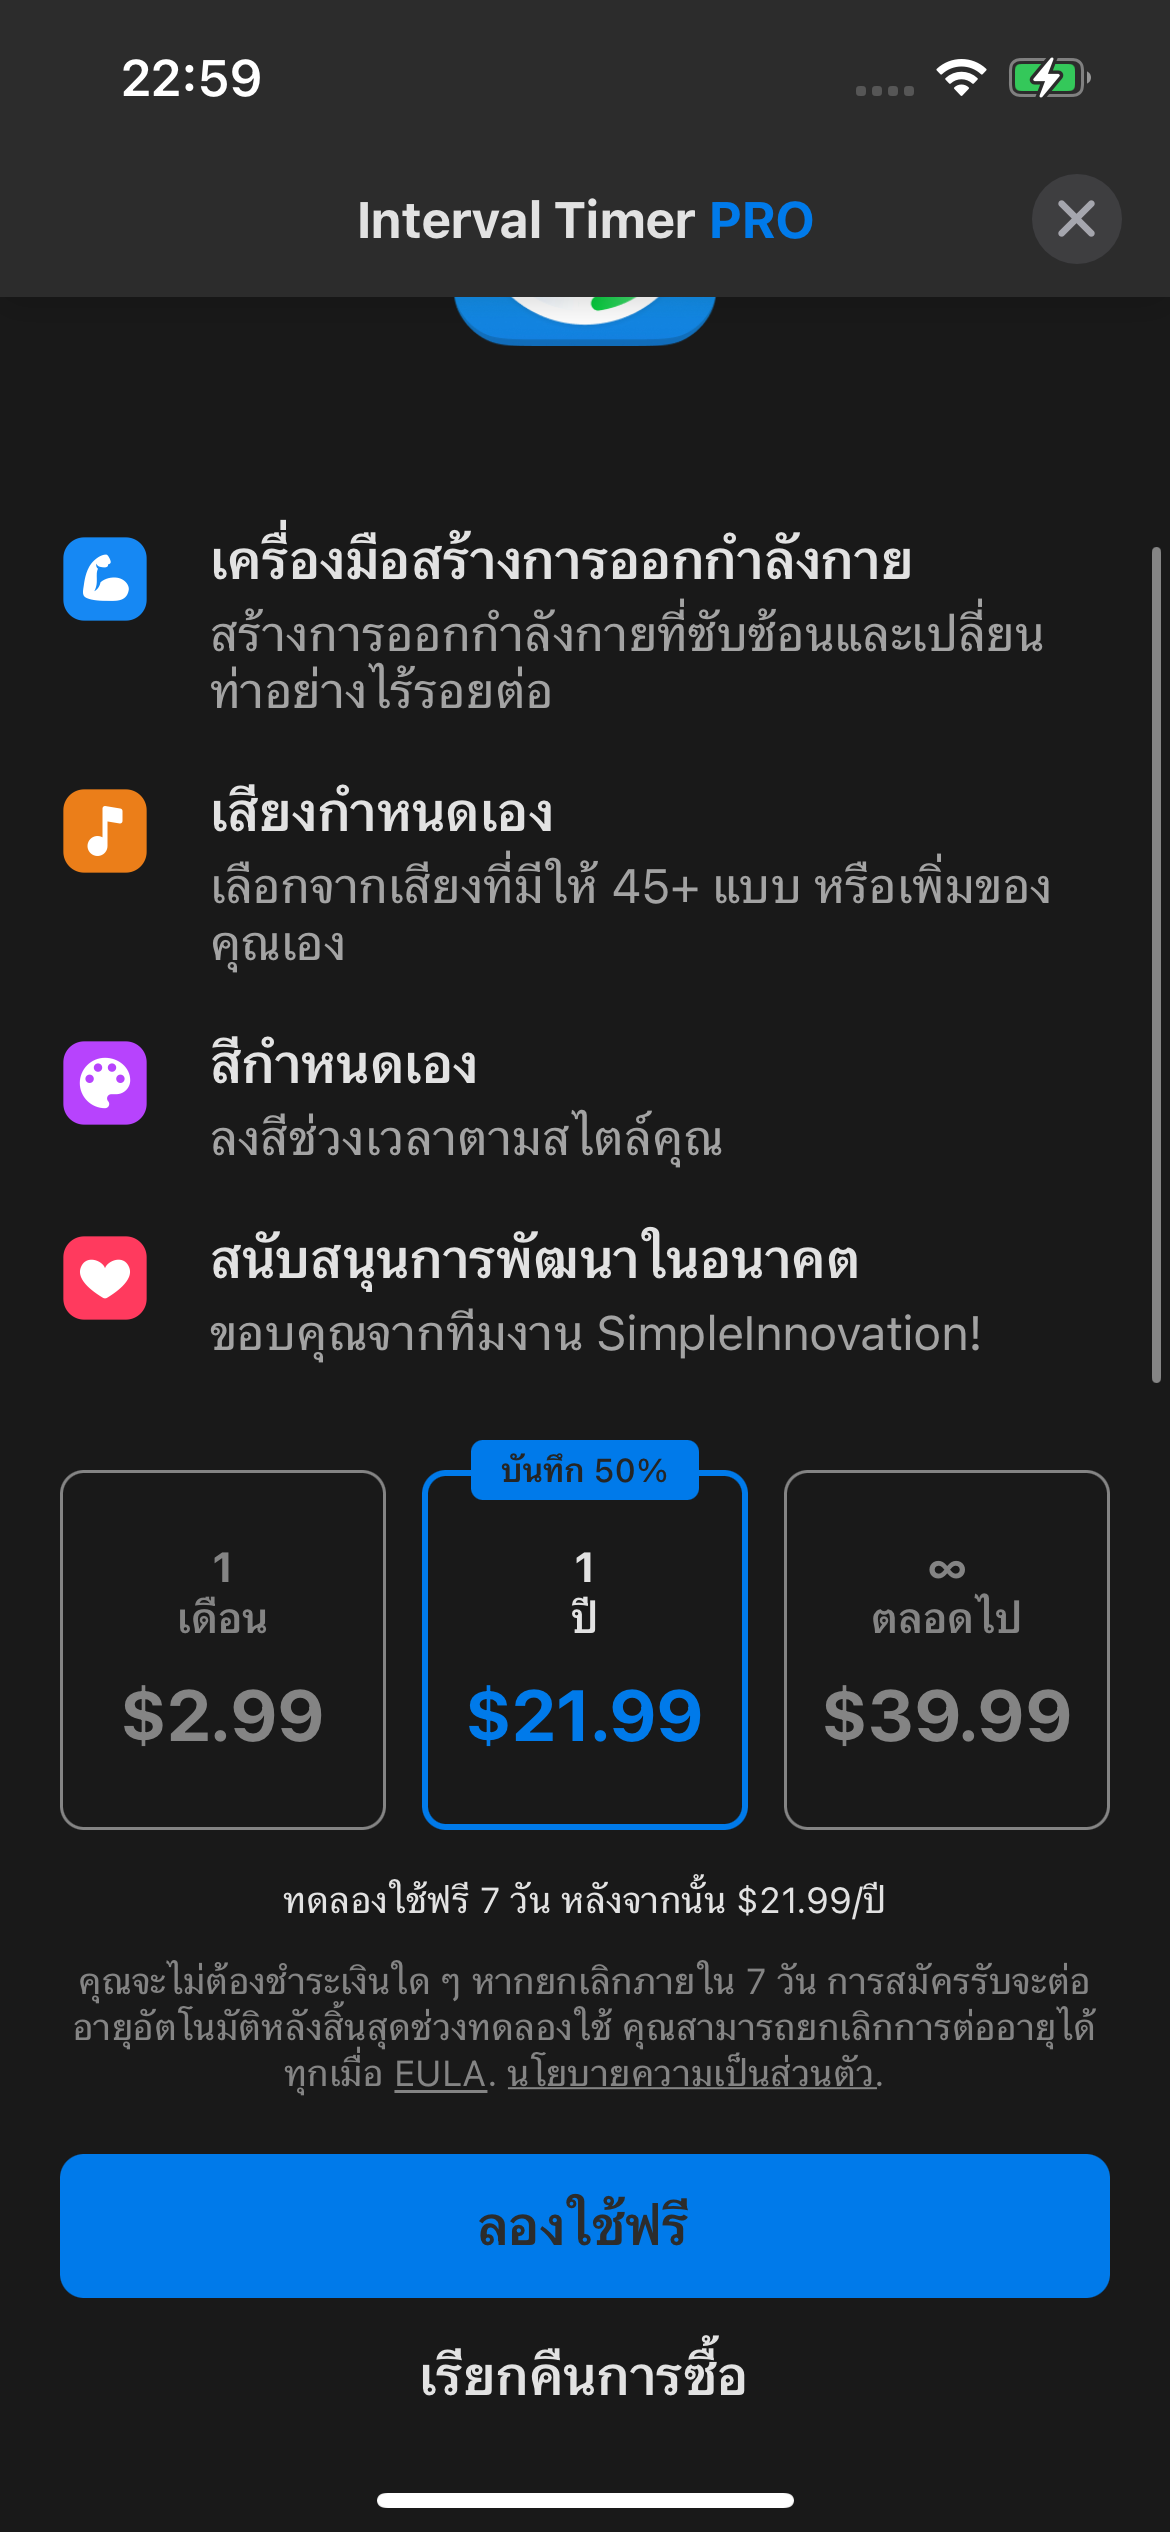 22:59
Interval Timer PRO
เครื่องมือสร้างการออกกำลังกาย
สร้างการออกกำลังกายที่ซับซ้อนและเปลี่ยน
ท่าอย่างไร้รอยต่อ
เสียงกำหนดเอง
เลือกจากเสียงที่มีให้ 45+ แบบ หรือเพิ่มของ
คุณเอง
สีกำหนดเอง
ลงสีช่วงเวลาตามสไตล์คุณ
สนับสนุนการพัฒนาในอนาคต
ขอบคุณจากทีมงาน SimpleInnovation!
1
เดือน
$2.99
บันทึก 50%
1
ปี
$21.99
∞
ตลอดไป
$39.99
ทดลองใช้ฟรี 7 วัน หลังจากนั้น $21.99/ปี
คุณจะไม่ต้องชำระเงินใด ๆ หากยกเลิกภายใน 7 วัน การสมัครรับจะต่อ
อายุอัตโนมัติหลังสิ้นสุดช่วงทดลองใช้ คุณสามารถยกเลิกการต่ออายุได้
ทุกเมื่อ EULA. นโยบายความเป็นส่วนตัว.
ลองใช้ฟรี
เรียกคืนการซื้อ